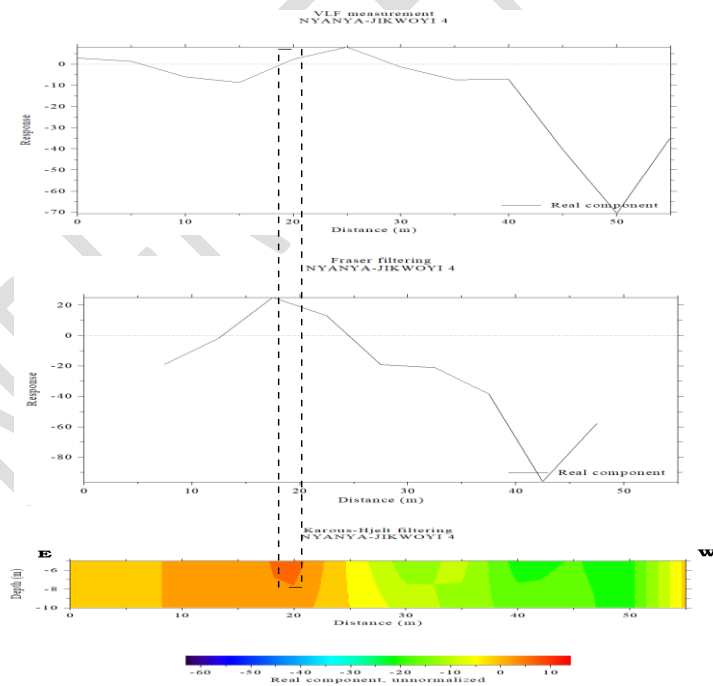 VLF measurement
NYANYA-JIKWOYI 4
0
-10
-20
-30
-40
-50
-60
-70
Response
Real component
0 10 20 30 40 50
Distance (m)
Fraser filtering
NYANYA-JIKWOYI 4
20
0
-20
-40
-60
-80
Response
Real component
0 10 20 30 40 50
Distance (m)
Karous-Hjelt filtering
NYANYA-JIKWOYI 4
E W
-6
-8
-10
Depth (m)
0 10 20 30 40 50
Distance (m)
-60 -50 -40 -30 -20 -10 0 10
Real component, unnormalized